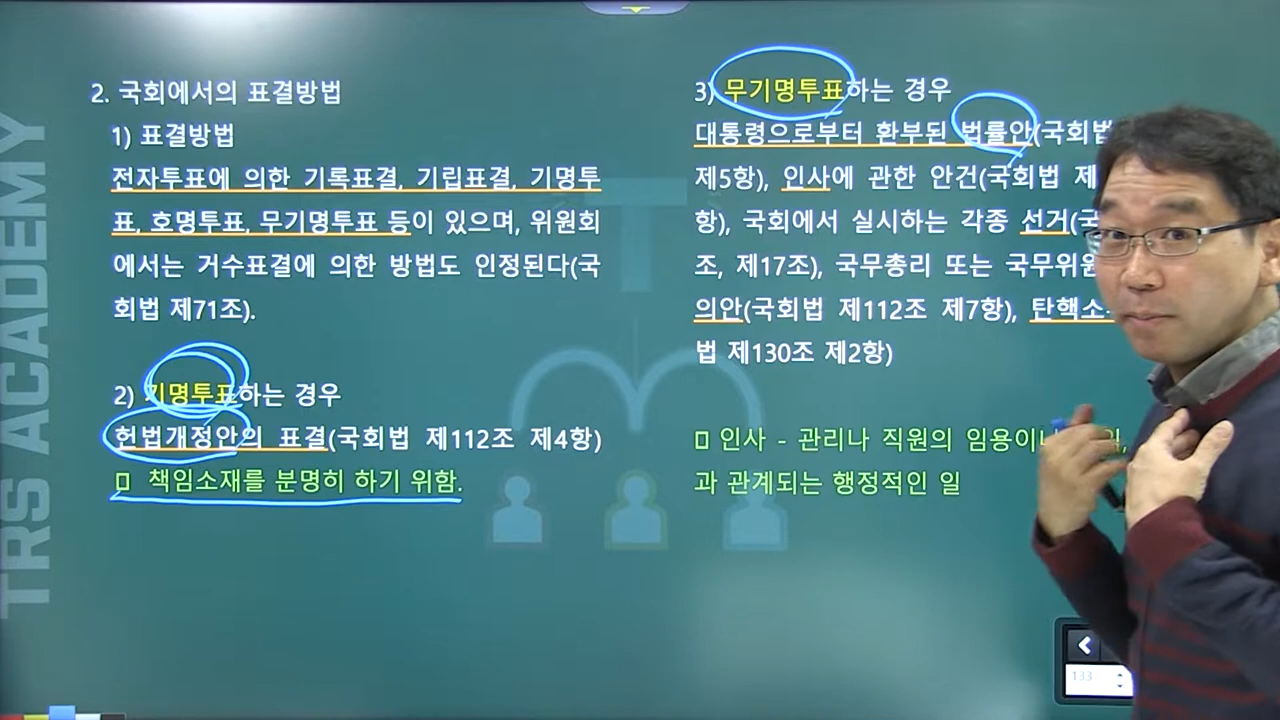 2. 국회에서의 표결방법
1) 표결방법
전자투표에 의한 기록표결, 기립표결, 기명투
표, 호명투표, 무기명투표 등이 있으며, 위원회
에서는 거수표결에 의한 방법도 인정된다(국
회법 제71조).
2) 기명투표하는 경우
헌법개정안의 표결(국회법 제112조 제4항)
책임소재를 분명히 하기 위함.
3) 무기명투표하는 경우
대통령으로부터 환부된 법률안(국회법
제5항), 인사에 관한 안건(국회법 제
항), 국회에서 실시하는 각종 선거(국
조, 제17조), 국무총리 또는 국무위원
의안(국회법 제112조 제7항), 탄핵소
법 제130조 제2항)
인사 - 관리나 직원의 임용이나
과 관계되는 행정적인 일
TRS ACADEMY
133